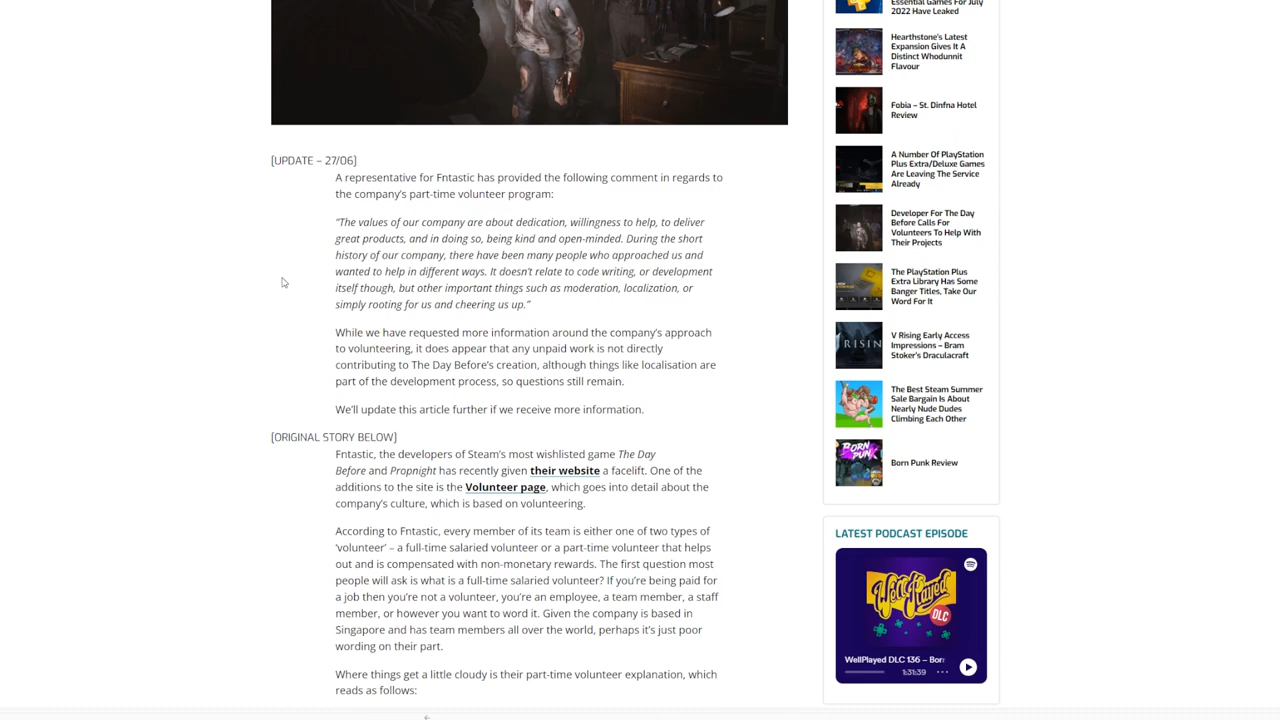 [UPDATE – 27/06]
A representative for Fntastic has provided the following comment in regards to
the company's part-time volunteer program:
"The values of our company are about dedication, willingness to help, to deliver
great products, and in doing so, being kind and open-minded. During the short
history of our company, there have been many people who approached us and
wanted to help in different ways. It doesn't relate to code writing, or development
itself though, but other important things such as moderation, localization, or
simply rooting for us and cheering us up."
While we have requested more information around the company's approach
to volunteering, it does appear that any unpaid work is not directly
contributing to The Day Before's creation, although things like localisation are
part of the development process, so questions still remain.
We'll update this article further if we receive more information.
[ORIGINAL STORY BELOW]
Fntastic, the developers of Steam's most wishlisted game The Day
Before and Propnight has recently given their website a facelift. One of the
additions to the site is the Volunteer page, which goes into detail about the
company's culture, which is based on volunteering.
According to Fntastic, every member of its team is either one of two types of
'volunteer' – a full-time salaried volunteer or a part-time volunteer that helps
out and is compensated with non-monetary rewards. The first question most
people will ask is what is a full-time salaried volunteer? If you're being paid for
a job then you're not a volunteer, you're an employee, a team member, a staff
member, or however you want to word it. Given the company is based in
Singapore and has team members all over the world, perhaps it's just poor
wording on their part.
Where things get a little cloudy is their part-time volunteer explanation, which
reads as follows:
Essential Games For July
2022 Have Leaked
Hearthstone's Latest
Expansion Gives It A
Distinct Whodunnit
Flavour
Fobia – St. Dinfna Hotel
Review
A Number Of PlayStation
Plus Extra/Deluxe Games
Are Leaving The Service
Already
Developer For The Day
Before Calls For
Volunteers To Help With
Their Projects
The PlayStation Plus
Extra Library Has Some
Banger Titles, Take Our
Word For It
RISIN
V Rising Early Access
Impressions – Bram
Stoker's Draculacraft
The Best Steam Summer
Sale Bargain Is About
Nearly Nude Dudes
Climbing Each Other
BORN
PUNK
Born Punk Review
LATEST PODCAST EPISODE
Well Played
DLC
WellPlayed DLC 136 – Born
1:31:39